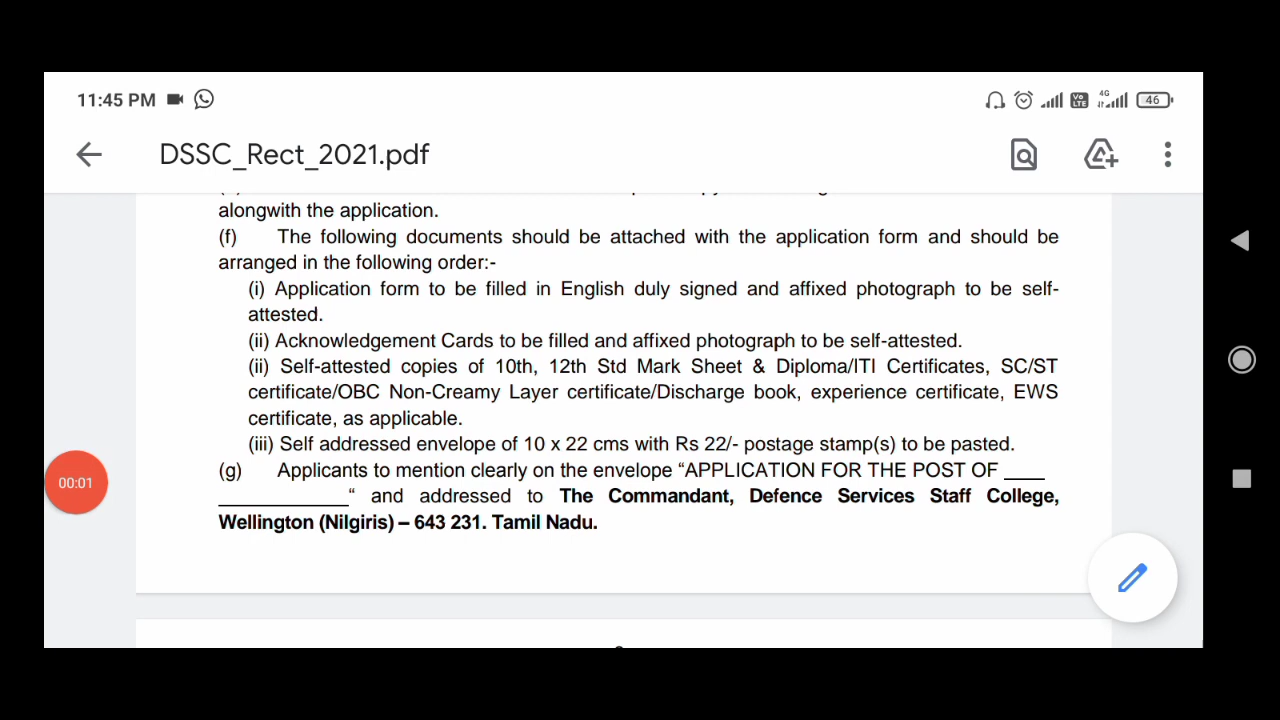 11:45 PM 46
4G
Vo
LTE
DSSC_Rect_2021.pdf
alongwith the application.
(f) The following documents should be attached with the application form and should be
arranged in the following order:-
(i) Application form to be filled in English duly signed and affixed photograph to be self-
attested.
(ii) Acknowledgement Cards to be filled and affixed photograph to be self-attested.
(ii) Self-attested copies of 10th, 12th Std Mark Sheet & Diploma/ITI Certificates, SC/ST
certificate/OBC Non-Creamy Layer certificate/Discharge book, experience certificate, EWS
certificate, as applicable.
(iii) Self addressed envelope of 10 x 22 cms with Rs 22/- postage stamp(s) to be pasted.
(g) Applicants to mention clearly on the envelope “APPLICATION FOR THE POST OF ____
_____________“ and addressed to The Commandant, Defence Services Staff College,
Wellington (Nilgiris) – 643 231. Tamil Nadu.
00:01